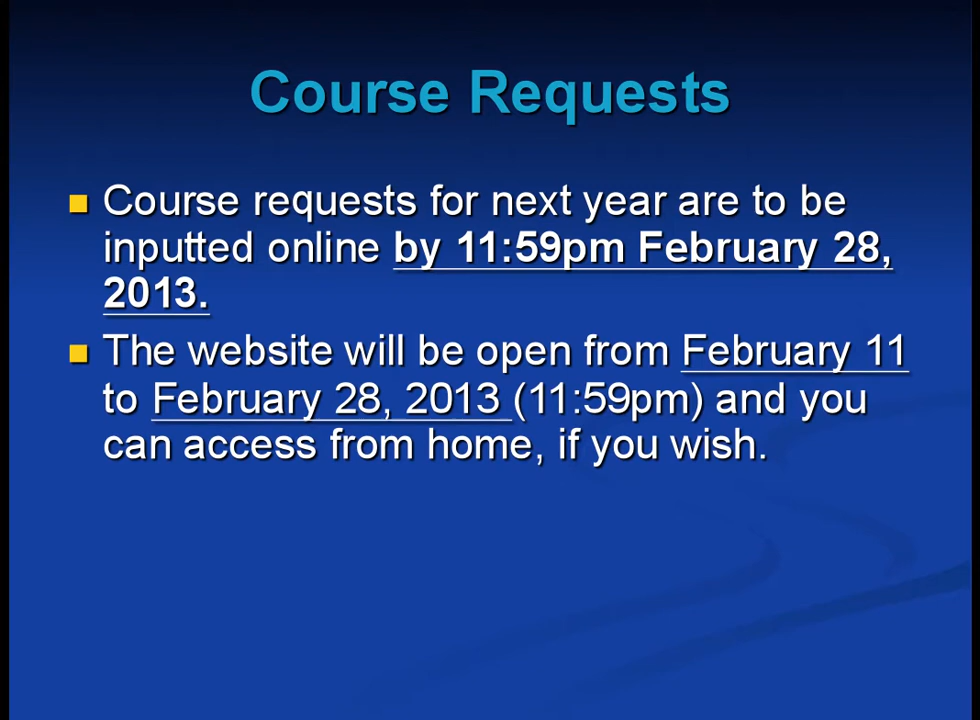 Course Requests
Course requests for next year are to be
inputted online by 11:59pm February 28,
2013.
The website will be open from February 11
to February 28, 2013 (11:59pm) and you
can access from home, if you wish.